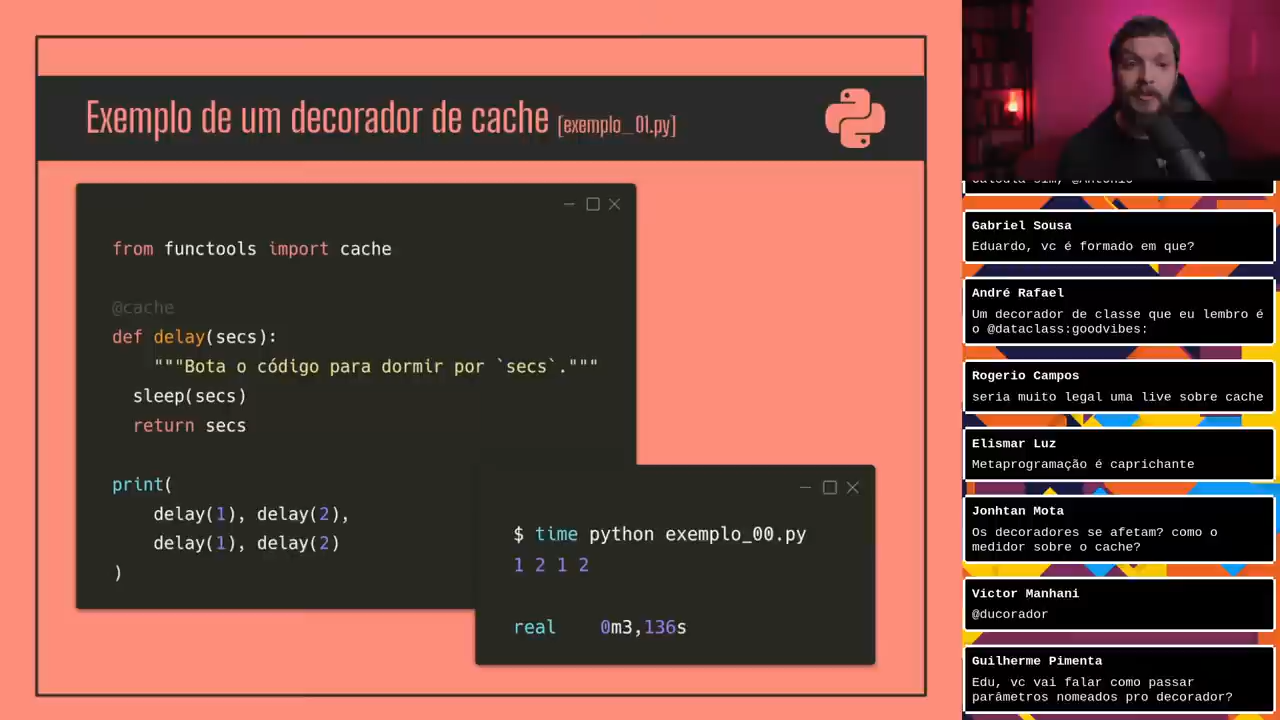 Exemplo de um decorador de cache [exemplo_01.py]
from functools import cache
@cache
def delay(secs):
"""Bota o código para dormir por `secs`."""
sleep(secs)
return secs
print(
delay(1), delay(2),
delay(1), delay(2)
)
$ time python exemplo_00.py
1 2 1 2
real 0m3,136s
Gabriel Sousa
Eduardo, vc é formado em que?
André Rafael
Um decorador de classe que eu lembro é
o @dataclass:goodvibes:
Rogerio Campos
seria muito legal uma live sobre cache
Elismar Luz
Metaprogramação é caprichante
Jonhtan Mota
Os decoradores se afetam? como o
medidor sobre o cache?
Victor Manhani
@ducorador
Guilherme Pimenta
Edu, vc vai falar como passar
parâmetros nomeados pro decorador?